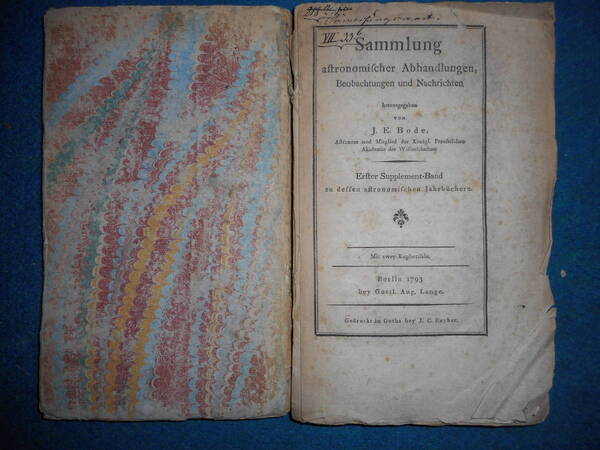 VII. 33
Sammlung
astronomischer Abhandlungen,
Beobachtungen und Nachrichten
herausgegeben
von
J. E. Bode,
Astronom und Mitglied der Königl. Preussischen
Akademie der Wissenschaften
Erster Supplement-Band
zu dessen astronomischen Jahrbüchern.
Mit zwey Kupfertafeln.
Berlin 1793
bey Gottl. Aug. Lange.
Gedruckt in Gotha bey J. C. Reyher.